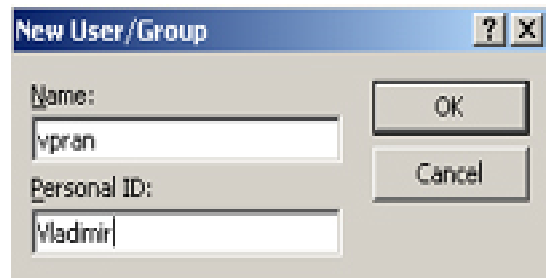 New User/Group
Name:
OK
vpran
Cancel
Personal ID:
Vladimir